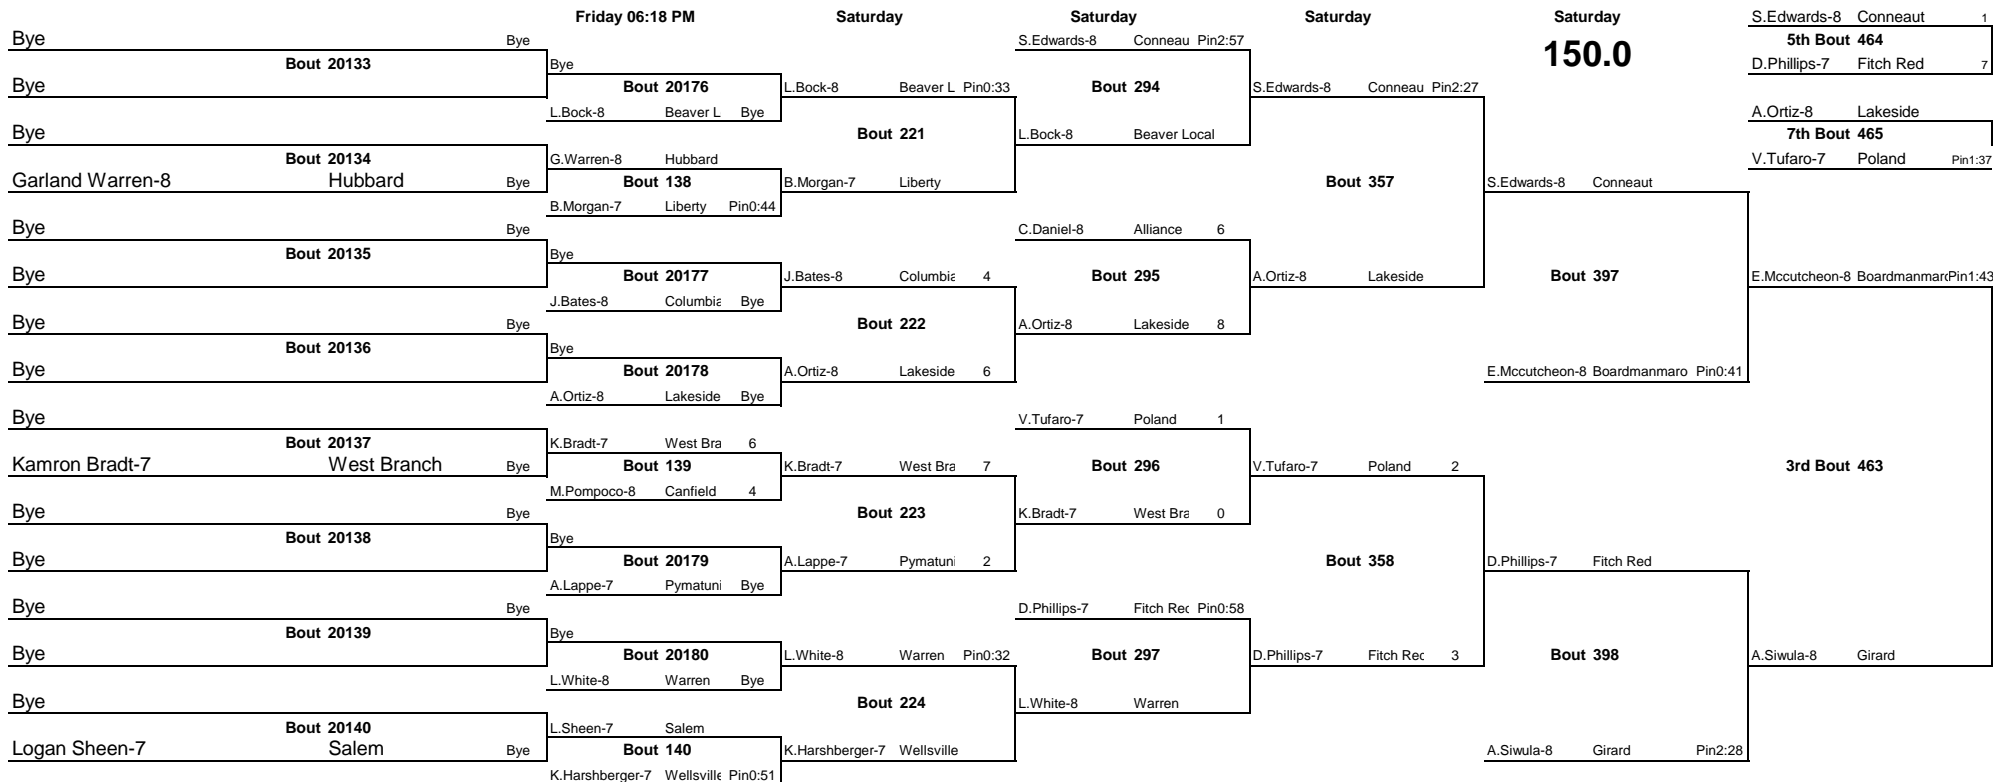 Friday 06:18 PM Saturday Saturday Saturday Saturday
150.0
Bye Bye
Bout 20133
Bye
Bye
Bout 20134
Garland Warren-8 Hubbard Bye
Bye Bye
Bout 20135
Bye
Bye Bye
Bout 20136
Bye
Bye
Bout 20137
Kamron Bradt-7 West Branch Bye
Bye Bye
Bout 20138
Bye
Bye Bye
Bout 20139
Bye
Bye
Bout 20140
Logan Sheen-7 Salem Bye
Bye
Bout 20176
L.Bock-8 Beaver L Bye
G.Warren-8 Hubbard
Bout 138
B.Morgan-7 Liberty Pin0:44
Bye
Bout 20177
J.Bates-8 Columbia Bye
Bye
Bout 20178
A.Ortiz-8 Lakeside Bye
K.Bradt-7 West Bra 6
Bout 139
M.Pompoco-8 Canfield 4
Bye
Bout 20179
A.Lappe-7 Pymatuni Bye
Bye
Bout 20180
L.White-8 Warren Bye
L.Sheen-7 Salem
Bout 140
K.Harshberger-7 Wellsville Pin0:51
L.Bock-8 Beaver L Pin0:33
Bout 221
B.Morgan-7 Liberty
J.Bates-8 Columbia 4
Bout 222
A.Ortiz-8 Lakeside 6
K.Bradt-7 West Bra 7
Bout 223
A.Lappe-7 Pymatuni 2
L.White-8 Warren Pin0:32
Bout 224
K.Harshberger-7 Wellsville
S.Edwards-8 Conneau Pin2:57
Bout 294
L.Bock-8 Beaver Local
C.Daniel-8 Alliance 6
Bout 295
A.Ortiz-8 Lakeside 8
V.Tufaro-7 Poland 1
Bout 296
K.Bradt-7 West Bra 0
D.Phillips-7 Fitch Red Pin0:58
Bout 297
L.White-8 Warren
S.Edwards-8 Conneau Pin2:27
Bout 357
A.Ortiz-8 Lakeside
V.Tufaro-7 Poland 2
Bout 358
D.Phillips-7 Fitch Red 3
S.Edwards-8 Conneaut
Bout 397
E.Mccutcheon-8 Boardmanmaro Pin0:41
D.Phillips-7 Fitch Red
Bout 398
A.Siwula-8 Girard Pin2:28
E.Mccutcheon-8 Boardmanmaro Pin1:43
3rd Bout 463
A.Siwula-8 Girard
S.Edwards-8 Conneaut 1
5th Bout 464
D.Phillips-7 Fitch Red 7
A.Ortiz-8 Lakeside
7th Bout 465
V.Tufaro-7 Poland Pin1:37